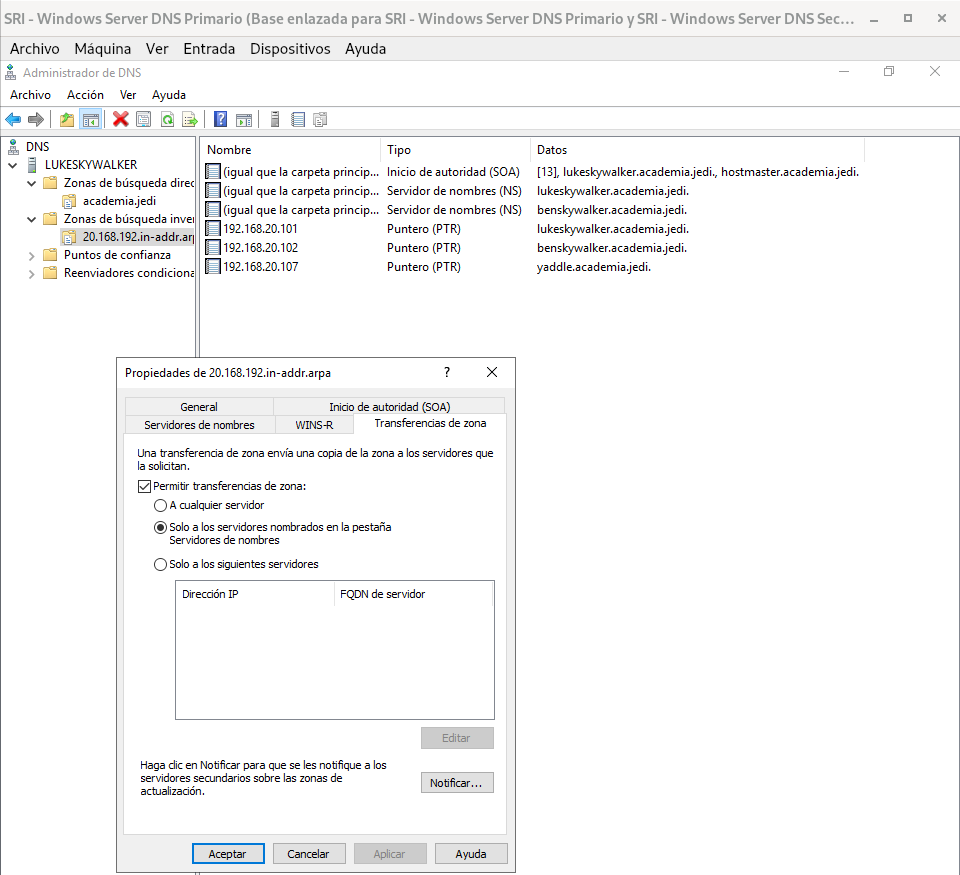 SRI - Windows Server DNS Primario (Base enlazada para SRI - Windows Server DNS Primario y SRI - Windows Server DNS Sec...
Archivo Máquina Ver Entrada Dispositivos Ayuda
Administrador de DNS
Archivo Acción Ver Ayuda
DNS
LUKESKYWALKER
Zonas de búsqueda direc
academia.jedi
Zonas de búsqueda inver
20.168.192.in-addr.arp
Puntos de confianza
Reenviadores condiciona
Nombre Tipo Datos
(igual que la carpeta princip... Inicio de autoridad (SOA) [13], lukeskywalker.academia.jedi., hostmaster.academia.jedi.
(igual que la carpeta princip... Servidor de nombres (NS) lukeskywalker.academia.jedi.
(igual que la carpeta princip... Servidor de nombres (NS) benskywalker.academia.jedi.
192.168.20.101 Puntero (PTR) lukeskywalker.academia.jedi.
192.168.20.102 Puntero (PTR) benskywalker.academia.jedi.
192.168.20.107 Puntero (PTR) yaddle.academia.jedi.
Propiedades de 20.168.192.in-addr.arpa ?
General Inicio de autoridad (SOA)
Servidores de nombres WINS-R Transferencias de zona
Una transferencia de zona envía una copia de la zona a los servidores que
la solicitan.
Permitir transferencias de zona:
A cualquier servidor
Solo a los servidores nombrados en la pestaña
Servidores de nombres
Solo a los siguientes servidores
Dirección IP FQDN de servidor
Editar
Haga clic en Notificar para que se les notifique a los
servidores secundarios sobre las zonas de
actualización.
Notificar...
Aceptar Cancelar Aplicar Ayuda